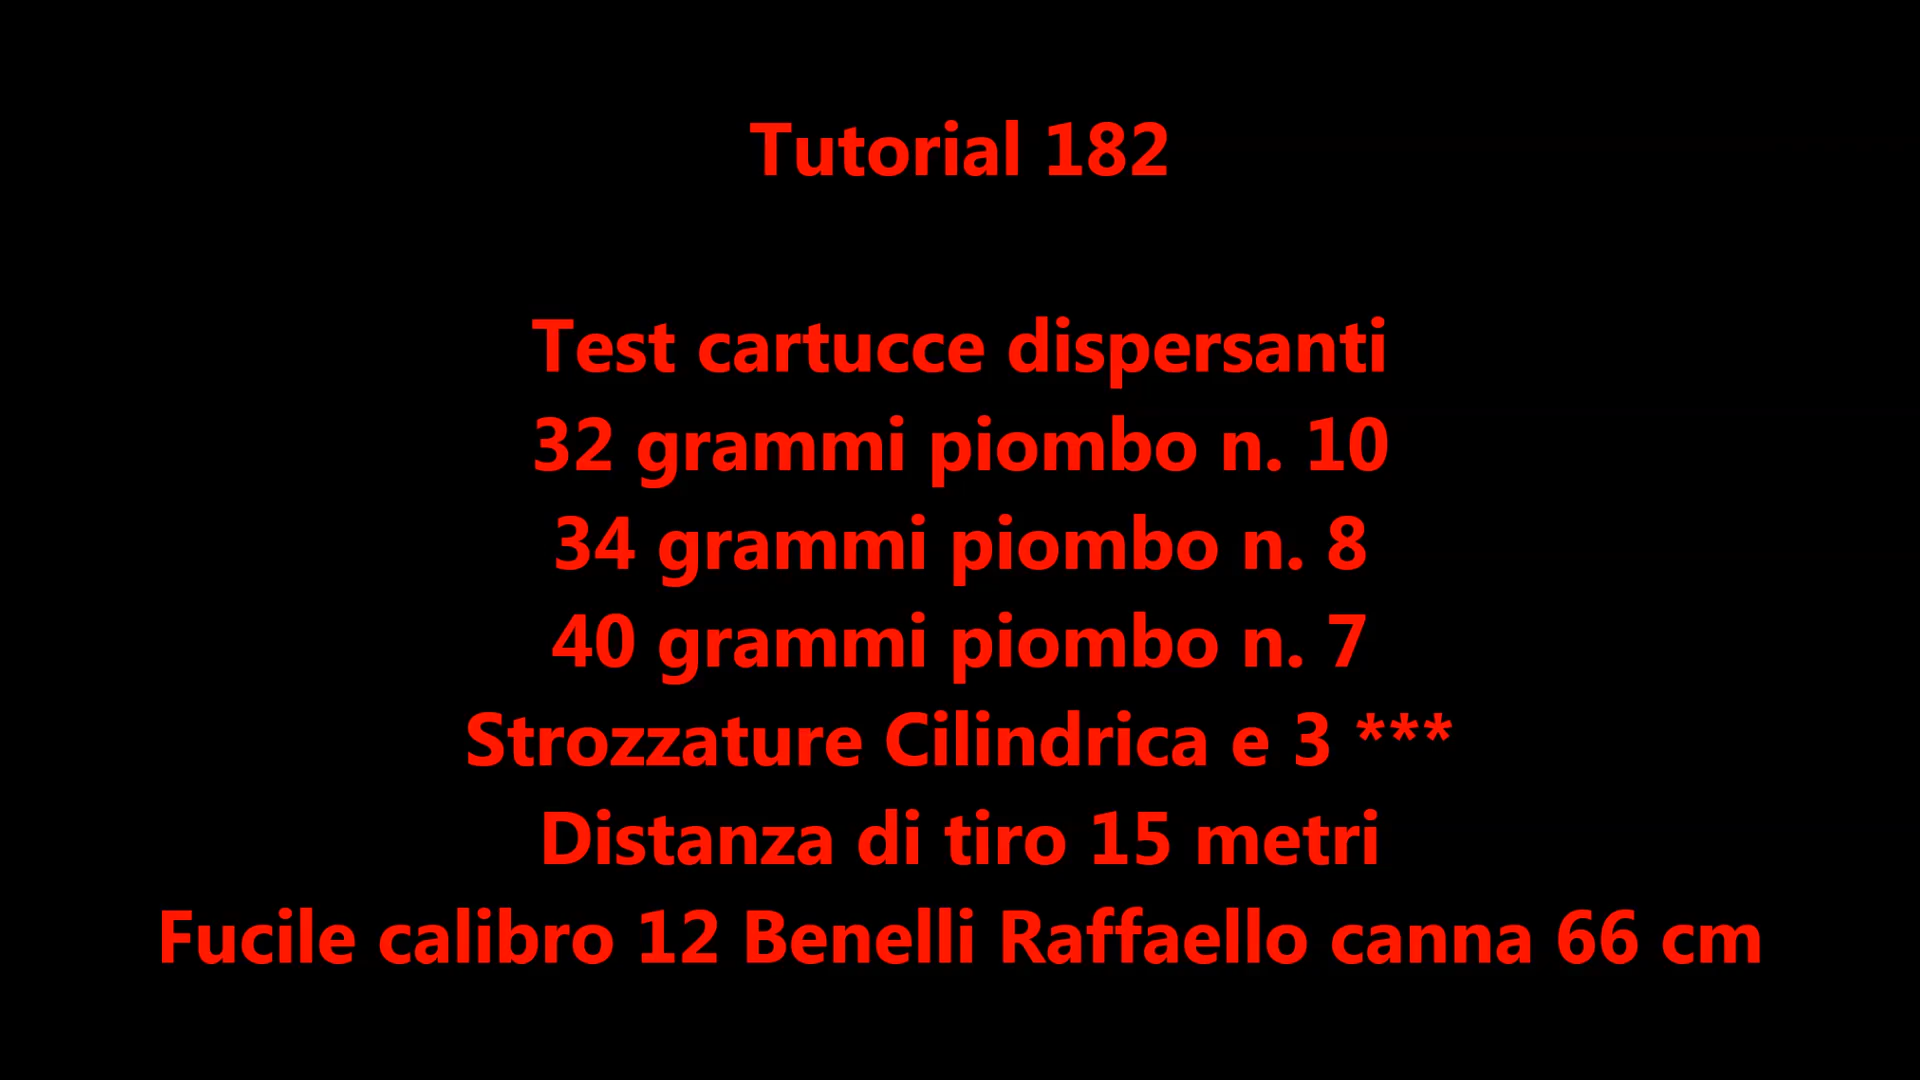 Tutorial 182
Test cartucce dispersanti
32 grammi piombo n. 10
34 grammi piombo n. 8
40 grammi piombo n. 7
Strozzature Cilindrica e 3 ***
Distanza di tiro 15 metri
Fucile calibro 12 Benelli Raffaello canna 66 cm